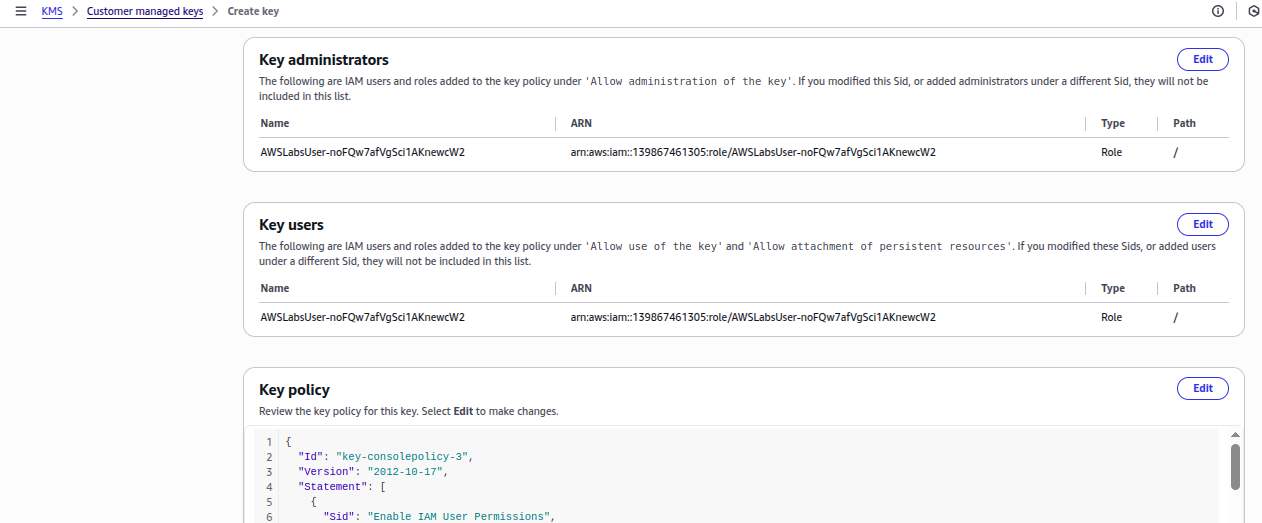 KMS > Customer managed keys > Create key
Key administrators
Edit
The following are IAM users and roles added to the key policy under 'Allow administration of the key'. If you modified this Sid, or added administrators under a different Sid, they will not be
included in this list.
Name ARN Type Path
AWSLabsUser-noFQw7afVgSci1AKnewcW2 arn:aws:iam::139867461305:role/AWSLabsUser-noFQw7afVgSci1AKnewcW2 Role /
Key users
Edit
The following are IAM users and roles added to the key policy under 'Allow use of the key' and 'Allow attachment of persistent resources'. If you modified these Sids, or added users
under a different Sid, they will not be included in this list.
Name ARN Type Path
AWSLabsUser-noFQw7afVgSci1AKnewcW2 arn:aws:iam::139867461305:role/AWSLabsUser-noFQw7afVgSci1AKnewcW2 Role /
Key policy
Edit
Review the key policy for this key. Select Edit to make changes.
1 {
2 "Id": "key-consolepolicy-3",
3 "Version": "2012-10-17",
4 "Statement": [
5 {
6 "Sid": "Enable IAM User Permissions",